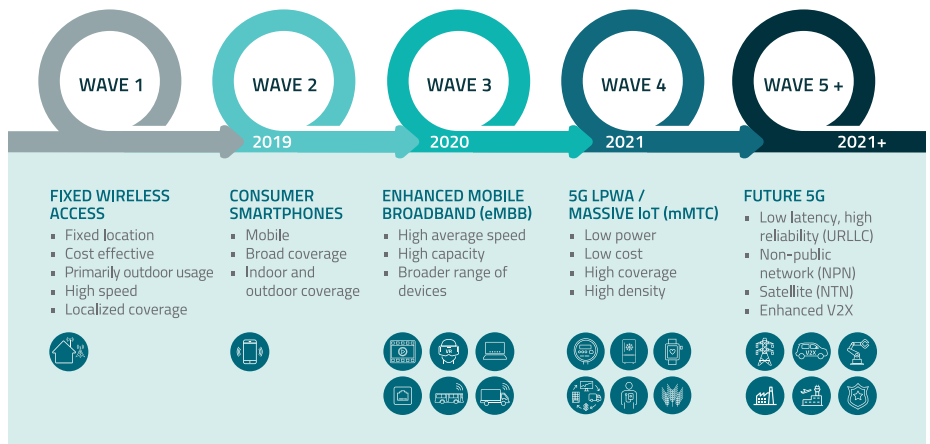 WAVE 1
WAVE 2
WAVE 3
WAVE 4
WAVE 5 +
2019
2020
2021
2021+
FIXED WIRELESS
ACCESS
▪ Fixed location
▪ Cost effective
▪ Primarily outdoor usage
▪ High speed
▪ Localized coverage
CONSUMER
SMARTPHONES
▪ Mobile
▪ Broad coverage
▪ Indoor and
outdoor coverage
ENHANCED MOBILE
BROADBAND (eMBB)
▪ High average speed
▪ High capacity
▪ Broader range of
devices
VR
5G LPWA /
MASSIVE IoT (mMTC)
▪ Low power
▪ Low cost
▪ High coverage
▪ High density
FUTURE 5G
▪ Low latency, high
reliability (URLLC)
▪ Non-public
network (NPN)
▪ Satellite (NTN)
▪ Enhanced V2X
V2X